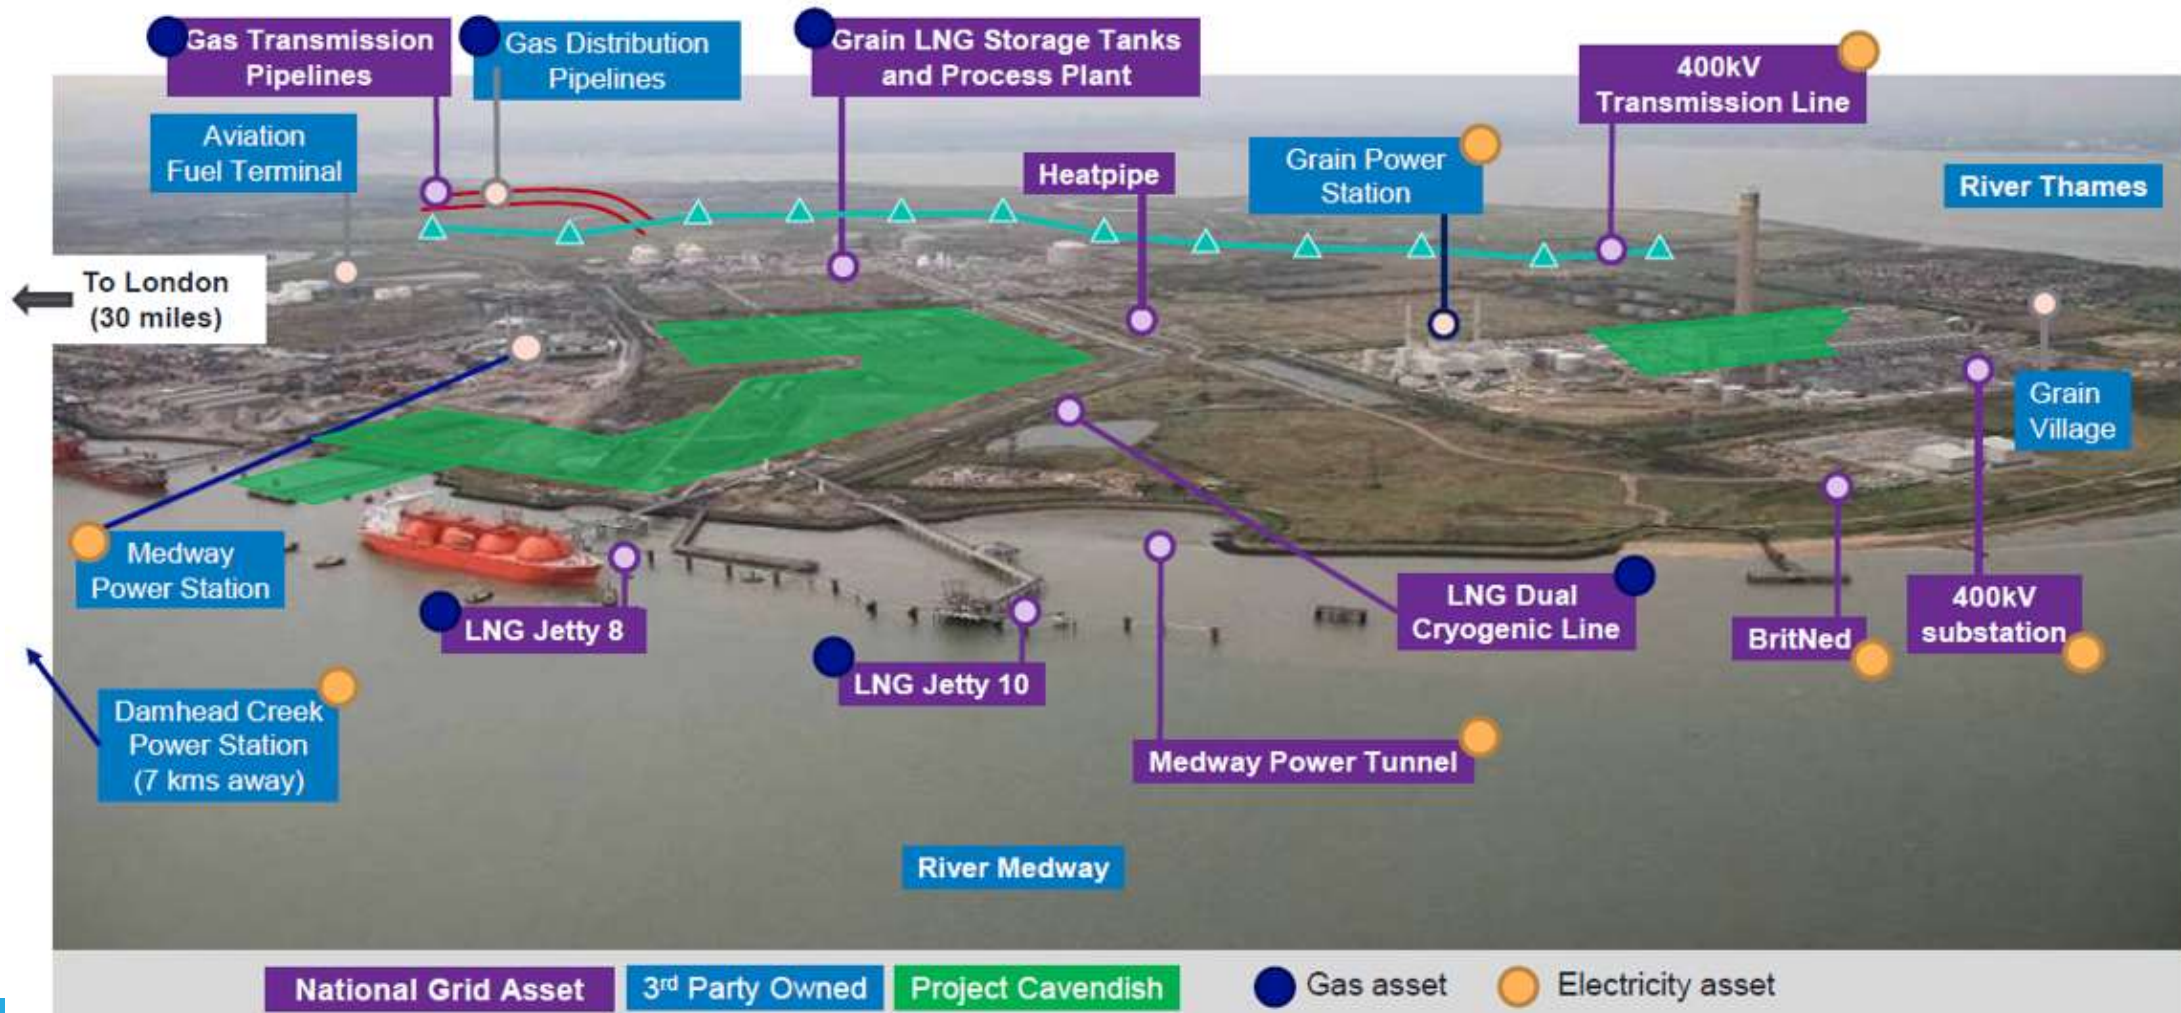 Gas Transmission
Pipelines
Gas Distribution
Pipelines
Grain LNG Storage Tanks
and Process Plant
400kV
Transmission Line
Aviation
Fuel Terminal
Heatpipe
Grain Power
Station
River Thames
To London
(30 miles)
Grain
Village
Medway
Power Station
LNG Jetty 8
LNG Jetty 10
LNG Dual
Cryogenic Line
BritNed
400kV
substation
Damhead Creek
Power Station
(7 kms away)
Medway Power Tunnel
River Medway
National Grid Asset
3rd Party Owned
Project Cavendish
Gas asset
Electricity asset